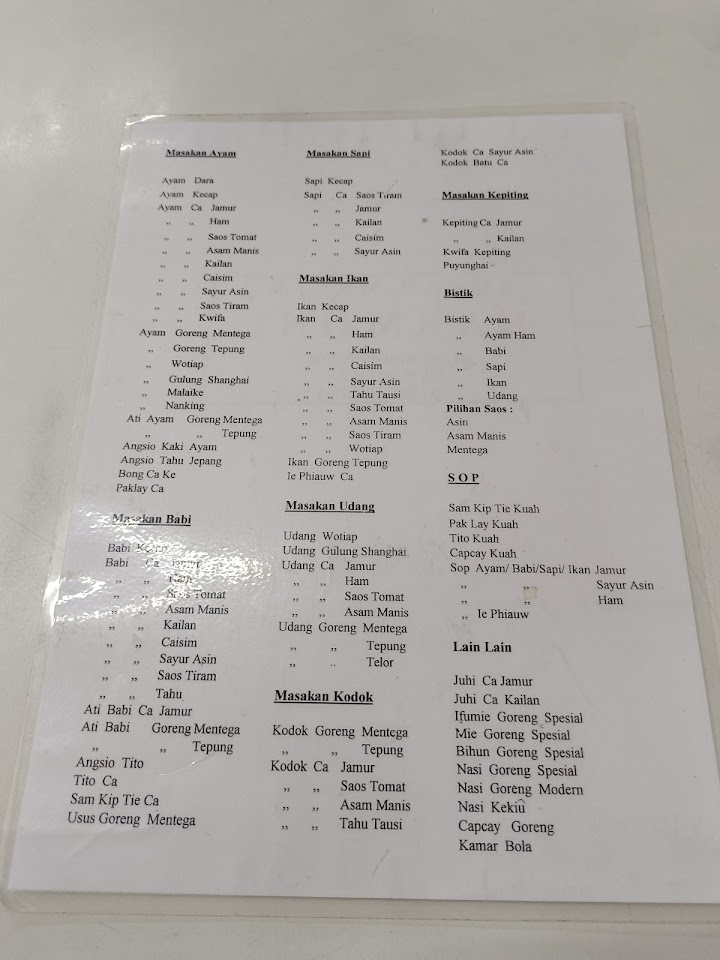 Masakan Ayam
Ayam Dara
Ayam Kecap
Ayam Ca Jamur
,, ,, Ham
,, ,, Saos Tomat
,, ,, Asam Manis
,, ,, Kailan
,, ,, Caisim
,, ,, Sayur Asin
,, ,, Saos Tiram
,, ,, Kwifa
Ayam Goreng Mentega
,, Goreng Tepung
,, Wotiap
,, Gulung Shanghai
,, Malaike
,, Nanking
Ati Ayam Goreng Mentega
,, ,, Tepung
Angsio Kaki Ayam
Angsio Tahu Jepang
Bong Ca Ke
Paklay Ca
Masakan Babi
Babi Kecap
Babi Ca Jamur
,, ,, Ham
,, ,, Saos Tomat
,, ,, Asam Manis
,, ,, Kailan
,, ,, Caisim
,, ,, Sayur Asin
,, ,, Saos Tiram
,, ,, Tahu
Ati Babi Ca Jamur
Ati Babi Goreng Mentega
,, ,, Tepung
Angsio Tito
Tito Ca
Sam Kip Tie Ca
Usus Goreng Mentega
Masakan Sapi
Sapi Kecap
Sapi Ca Saos Tiram
,, ,, Jamur
,, ,, Kailan
,, ,, Caisim
,, ,, Sayur Asin
Masakan Ikan
Ikan Kecap
Ikan Ca Jamur
,, ,, Ham
,, ,, Kailan
,, ,, Caisim
,, ,, Sayur Asin
,, ,, Tahu Tausi
,, ,, Saos Tomat
,, ,, Asam Manis
,, ,, Saos Tiram
,, ,, Wotiap
Ikan Goreng Tepung
Ie Phiauw Ca
Masakan Udang
Udang Wotiap
Udang Gulung Shanghai
Udang Ca Jamur
,, ,, Ham
,, ,, Saos Tomat
,, ,, Asam Manis
Udang Goreng Mentega
,, ,, Tepung
,, ,, Telor
Masakan Kodok
Kodok Goreng Mentega
,, ,, Tepung
Kodok Ca Jamur
,, ,, Saos Tomat
,, ,, Asam Manis
,, ,, Tahu Tausi
Kodok Ca Sayur Asin
Kodok Batu Ca
Masakan Kepiting
Kepiting Ca Jamur
,, ,, Kailan
Kwifa Kepiting
Puyunghai
Bistik
Bistik Ayam
,, Ayam Ham
,, Babi
,, Sapi
,, Ikan
,, Udang
Pilihan Saos :
Asin
Asam Manis
Mentega
S O P
Sam Kip Tie Kuah
Pak Lay Kuah
Tito Kuah
Capcay Kuah
Sop Ayam/ Babi/Sapi/ Ikan Jamur
,, ,, Sayur Asin
,, ,, Ham
,, Ie Phiauw
Lain Lain
Juhi Ca Jamur
Juhi Ca Kailan
Ifumie Goreng Spesial
Mie Goreng Spesial
Bihun Goreng Spesial
Nasi Goreng Spesial
Nasi Goreng Modern
Nasi Kekiu
Capcay Goreng
Kamar Bola